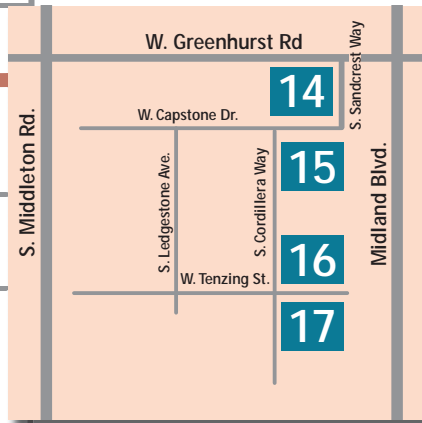 W. Greenhurst Rd
S. Sandcrest Way
14
W. Capstone Dr.
S. Middleton Rd.
S. Ledgestone Ave.
S. Cordillera Way
15
Midland Blvd.
16
W. Tenzing St.
17